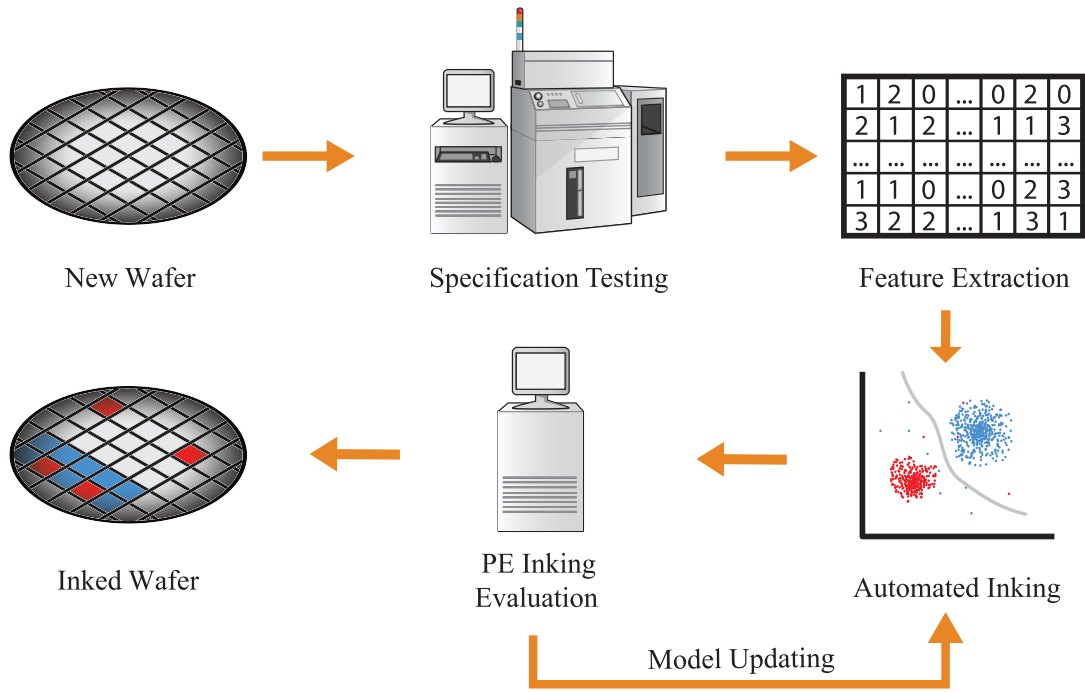 1 2 0 ... 0 2 0
2 1 2 ... 1 1 3
... ... ... ... ... ... ...
1 1 0 ... 0 2 3
3 2 2 ... 1 3 1
New Wafer
Specification Testing
Feature Extraction
Inked Wafer
PE Inking
Evaluation
Automated Inking
Model Updating